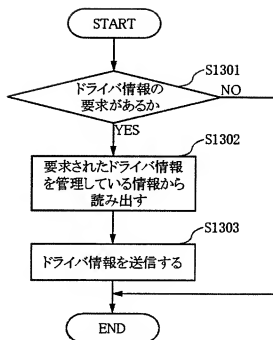 START
S1301
ドライバ情報の
要求があるか
NO
YES
S1302
要求されたドライバ情報
を管理している情報から
読み出す
S1303
ドライバ情報を送信する
END